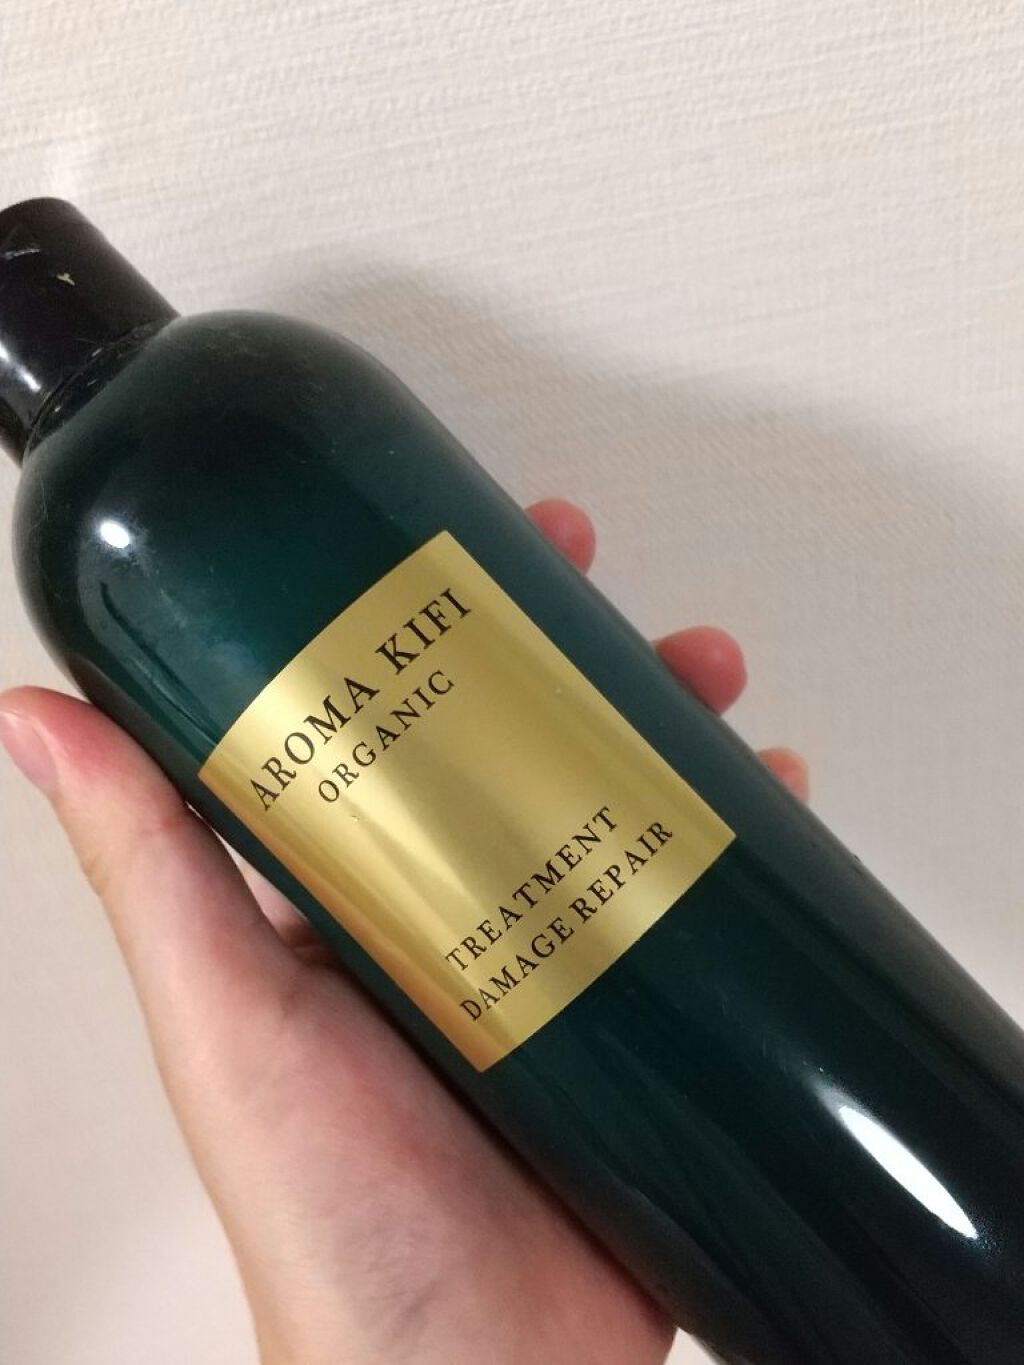 AROMA KIFI
ORGANIC
TREATMENT
DAMAGE REPAIR